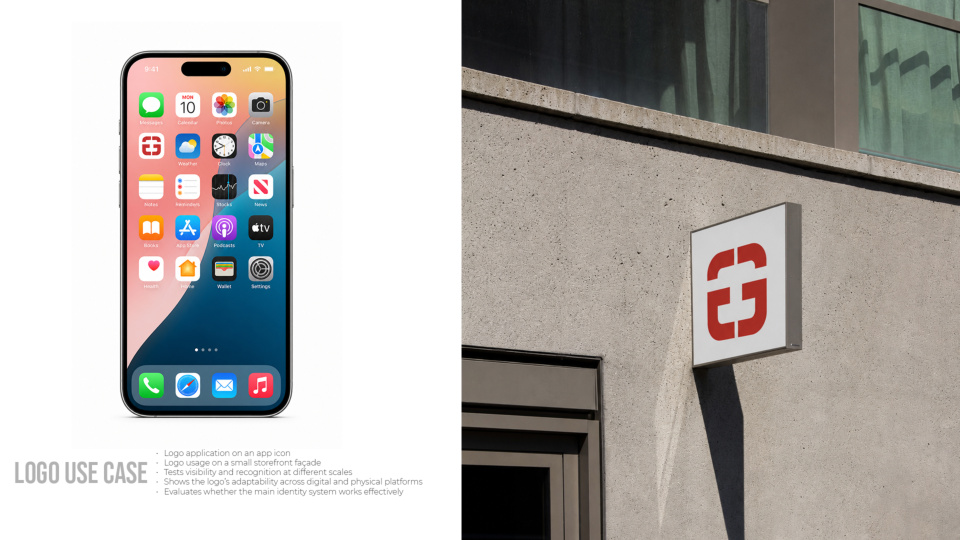 9:41
MON
10
Messages
Calendar
Photos
Camera
Weather
Clock
Maps
Notes
Reminders
Stocks
News
Books
App Store
Podcasts
tv
TV
Health
Home
Wallet
Settings
LOGO USE CASE
- Logo application on an app icon
- Logo usage on a small storefront façade
- Tests visibility and recognition at different scales
- Shows the logo's adaptability across digital and physical platforms
- Evaluates whether the main identity system works effectively